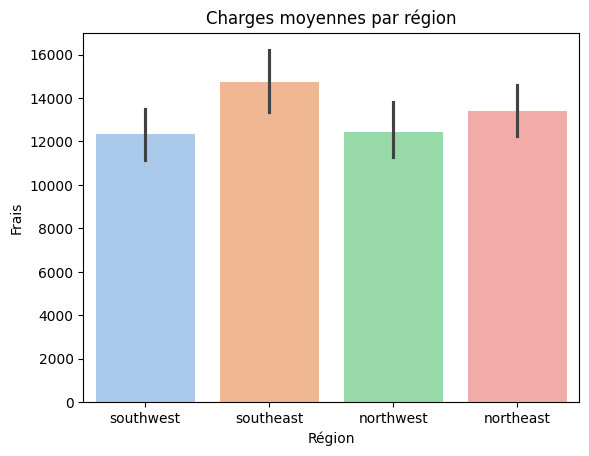 Charges moyennes par région
16000
14000
12000
10000
8000
6000
4000
2000
0
Frais
southwest southeast northwest northeast
Région